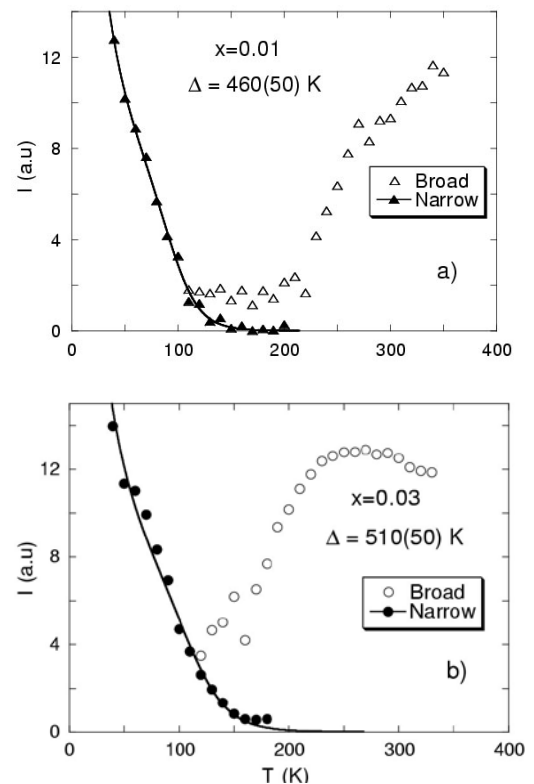 12
8
4
0
I (a.u)
x=0.01
Δ = 460(50) K
Broad
Narrow
a)
0 100 200 300 400
12
8
4
0
I (a.u)
x=0.03
Δ = 510(50) K
Broad
Narrow
b)
0 100 200 300 400
T (K)